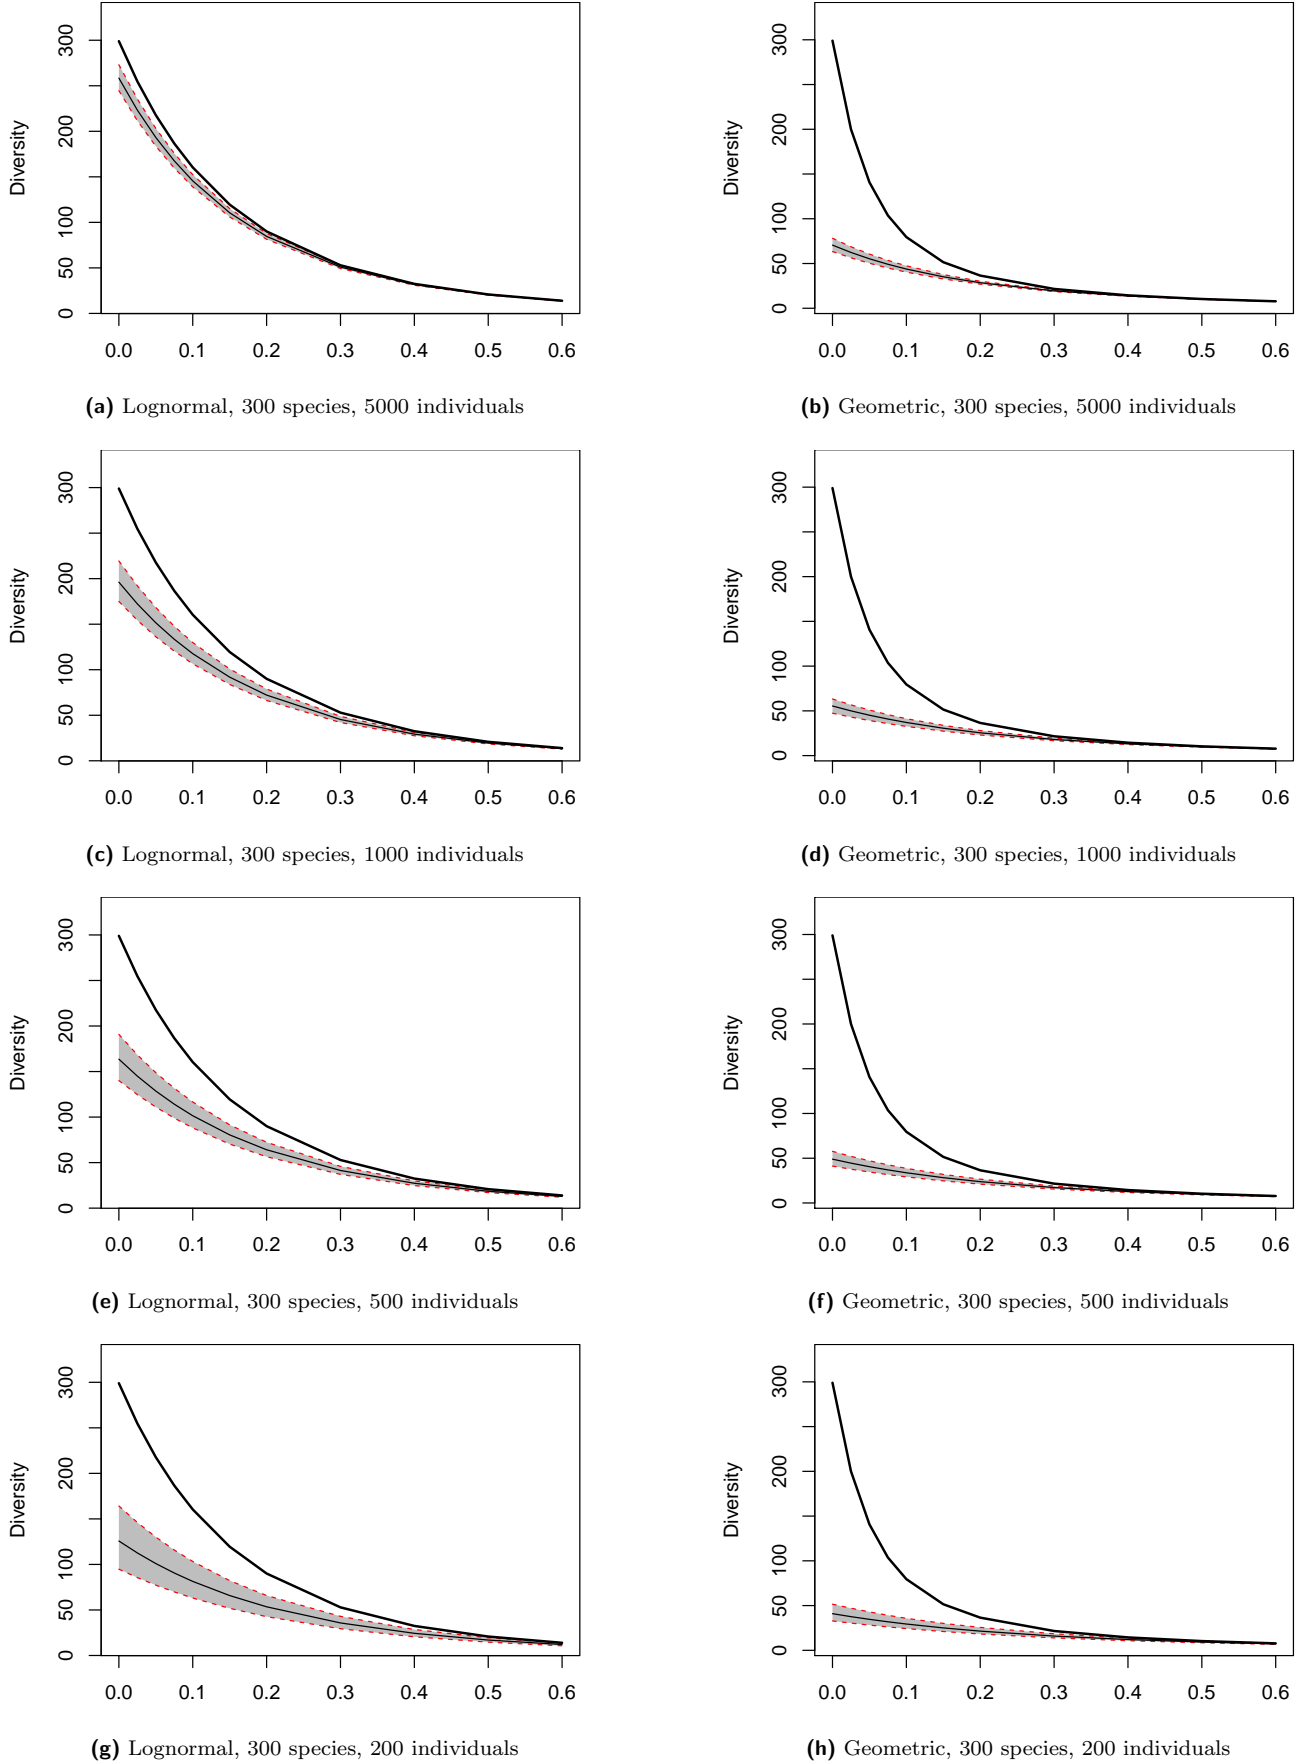 Diversity
0 50 100 200 300
0.0 0.1 0.2 0.3 0.4 0.5 0.6
(a) Lognormal, 300 species, 5000 individuals
Diversity
0 50 100 200 300
0.0 0.1 0.2 0.3 0.4 0.5 0.6
(b) Geometric, 300 species, 5000 individuals
Diversity
0 50 100 200 300
0.0 0.1 0.2 0.3 0.4 0.5 0.6
(c) Lognormal, 300 species, 1000 individuals
Diversity
0 50 100 200 300
0.0 0.1 0.2 0.3 0.4 0.5 0.6
(d) Geometric, 300 species, 1000 individuals
Diversity
0 50 100 200 300
0.0 0.1 0.2 0.3 0.4 0.5 0.6
(e) Lognormal, 300 species, 500 individuals
Diversity
0 50 100 200 300
0.0 0.1 0.2 0.3 0.4 0.5 0.6
(f) Geometric, 300 species, 500 individuals
Diversity
0 50 100 200 300
0.0 0.1 0.2 0.3 0.4 0.5 0.6
(g) Lognormal, 300 species, 200 individuals
Diversity
0 50 100 200 300
0.0 0.1 0.2 0.3 0.4 0.5 0.6
(h) Geometric, 300 species, 200 individuals